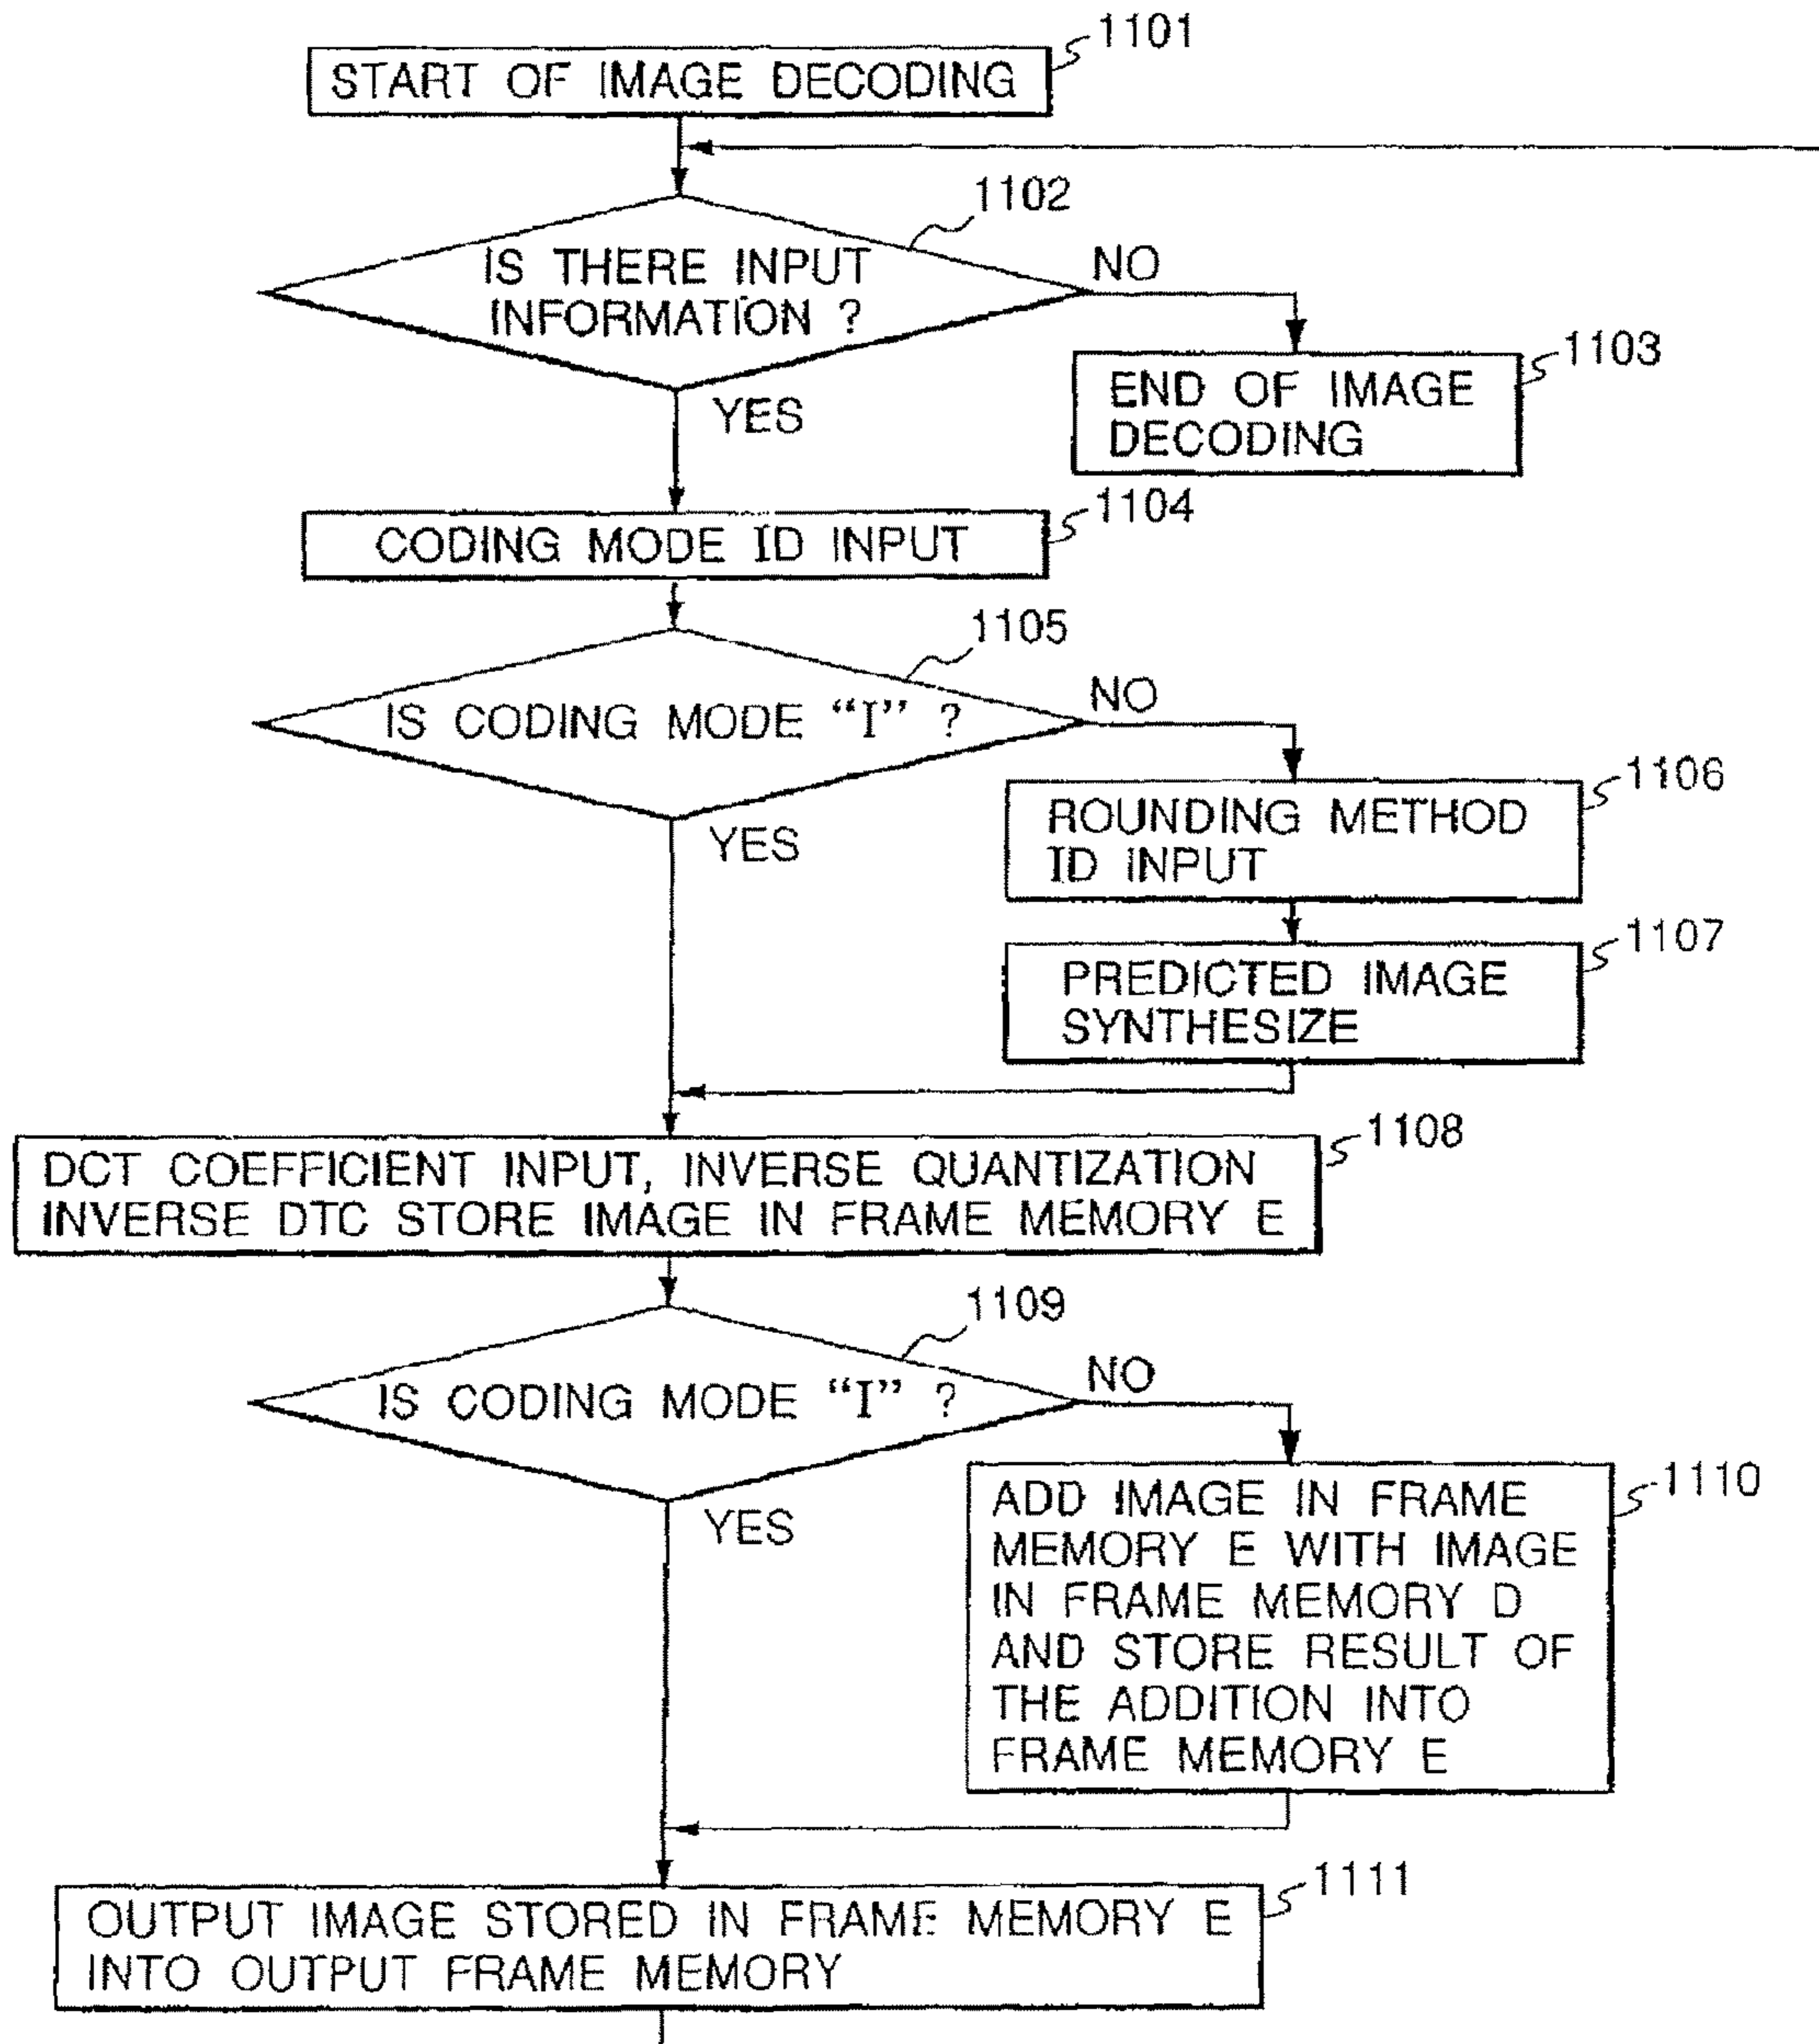 1101
START OF IMAGE DECODING
1102
IS THERE INPUT
INFORMATION ?
NO
YES
1103
END OF IMAGE
DECODING
1104
CODING MODE ID INPUT
1105
IS CODING MODE “I” ?
NO
YES
1106
ROUNDING METHOD
ID INPUT
1107
PREDICTED IMAGE
SYNTHESIZE
1108
DCT COEFFICIENT INPUT, INVERSE QUANTIZATION
INVERSE DTC STORE IMAGE IN FRAME MEMORY E
1109
IS CODING MODE “I” ?
NO
YES
1110
ADD IMAGE IN FRAME
MEMORY E WITH IMAGE
IN FRAME MEMORY D
AND STORE RESULT OF
THE ADDITION INTO
FRAME MEMORY E
1111
OUTPUT IMAGE STORED IN FRAME MEMORY E
INTO OUTPUT FRAME MEMORY